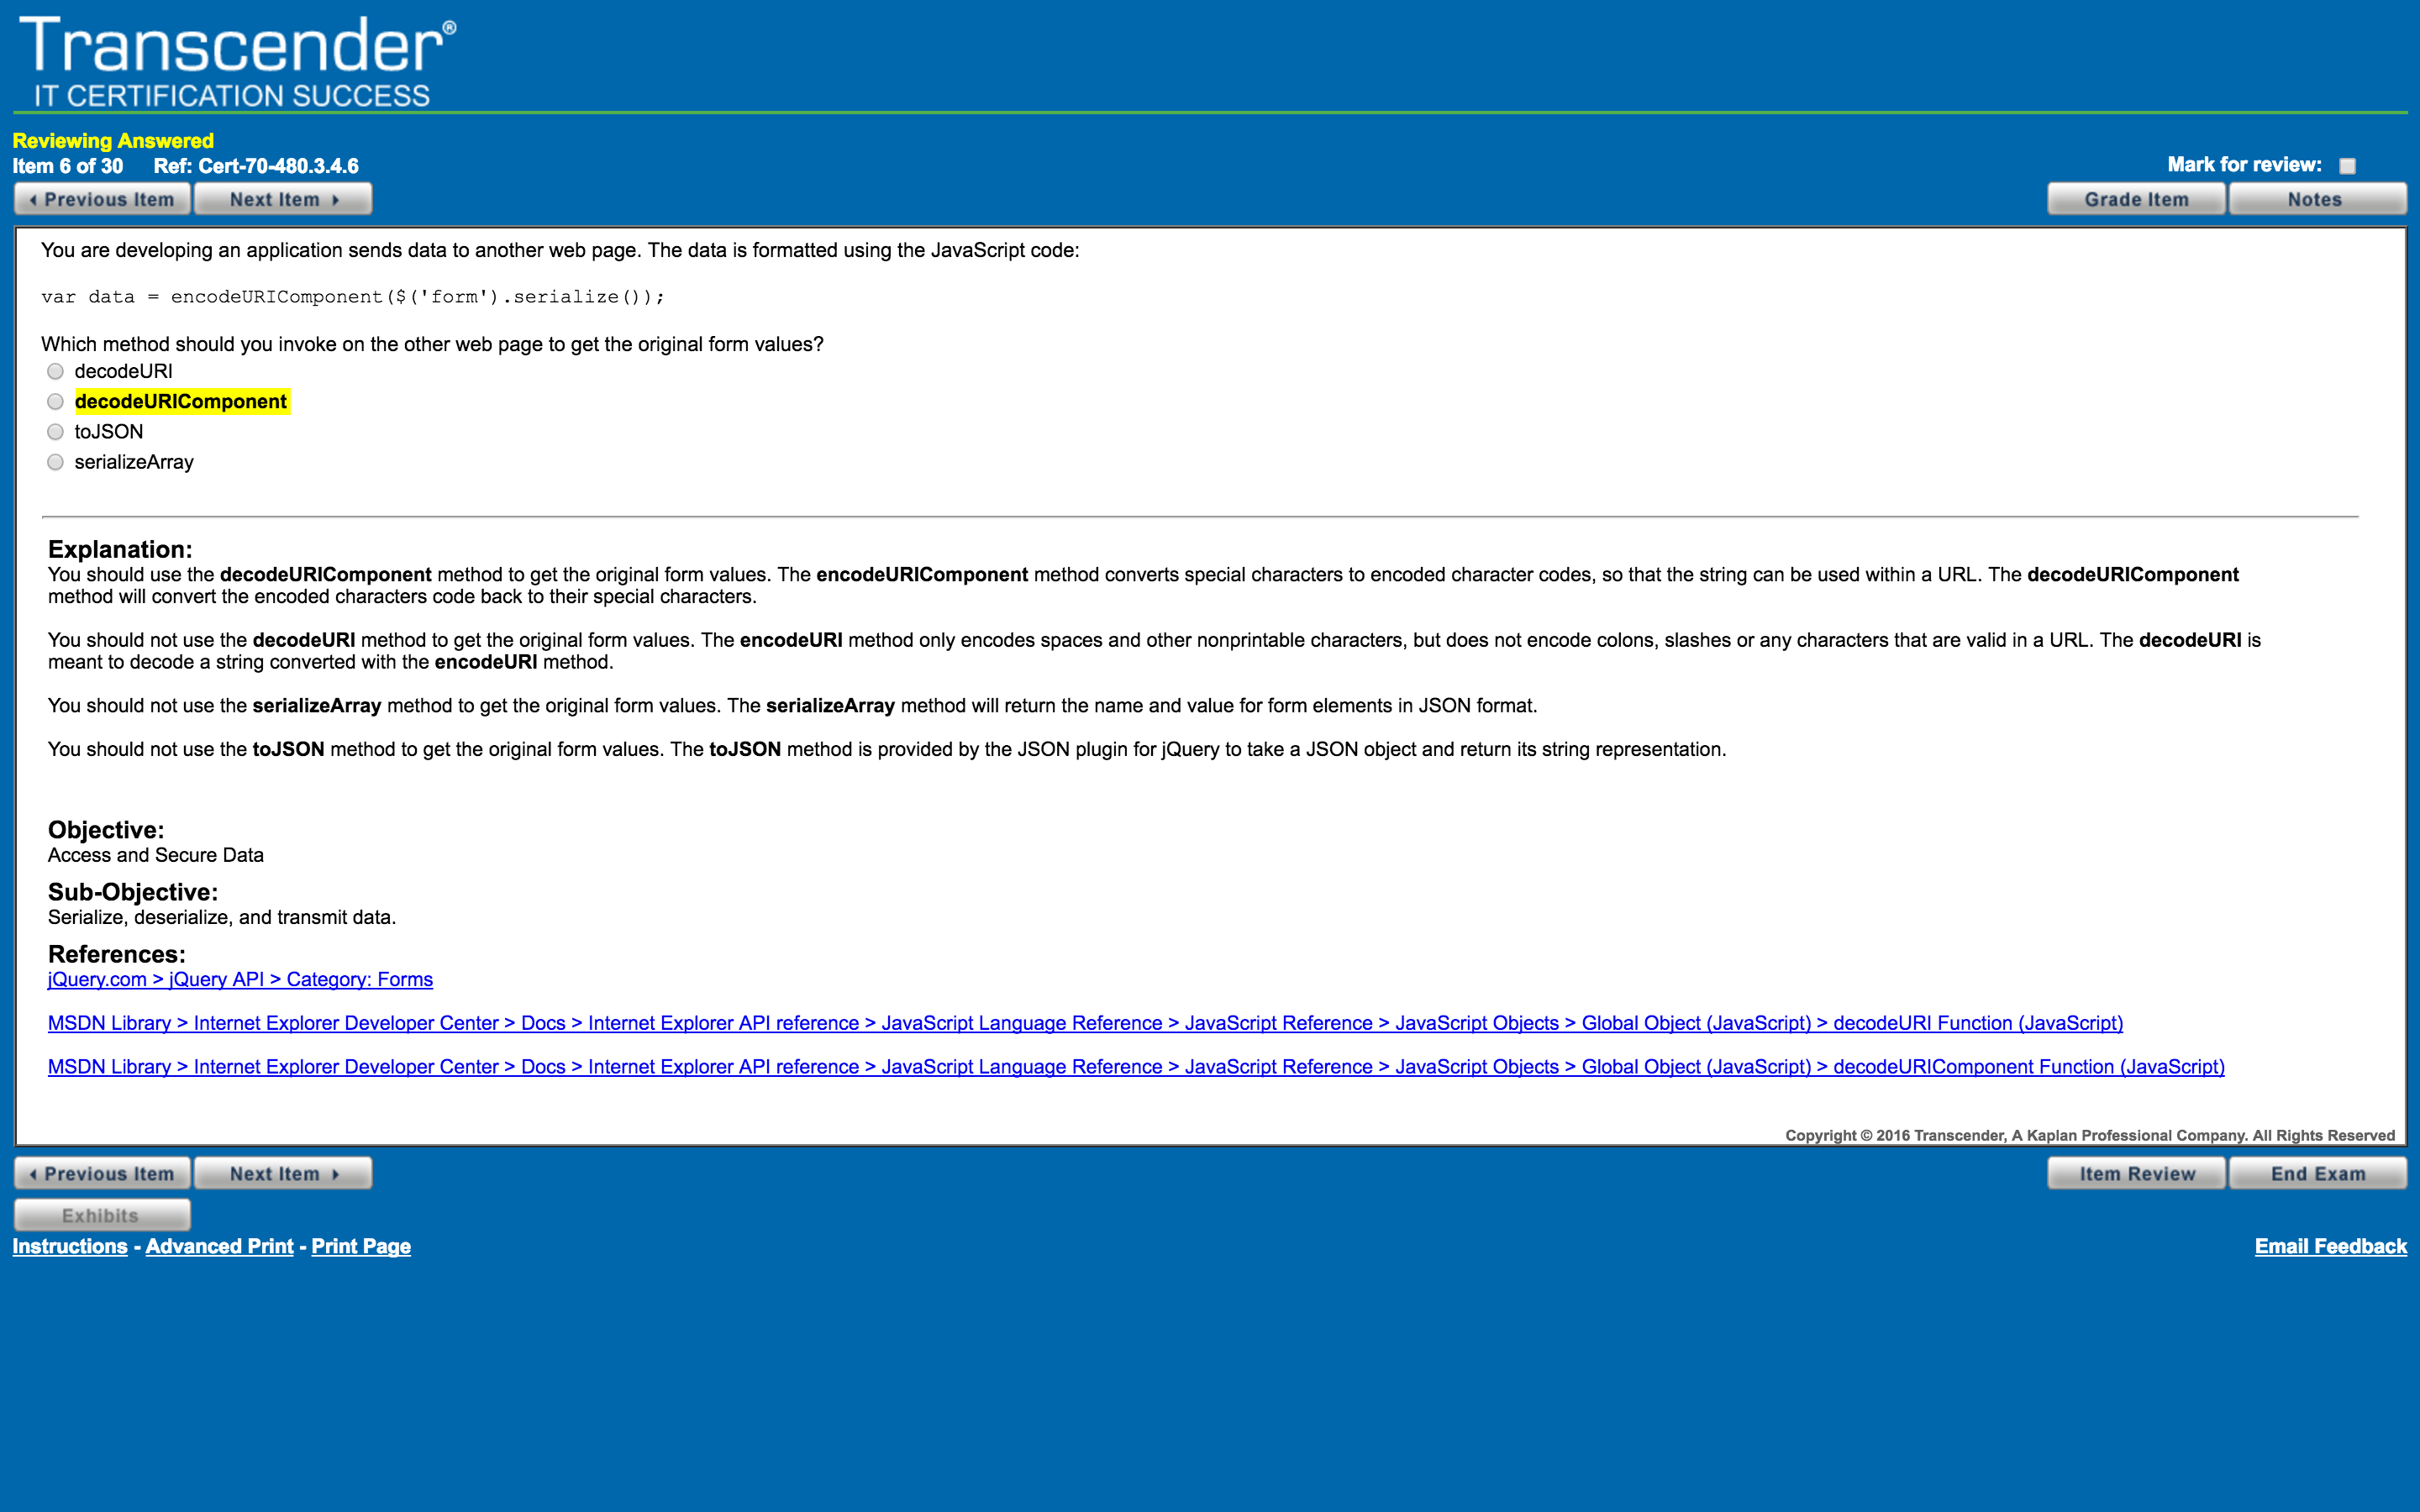 Transcender®
IT CERTIFICATION SUCCESS
Reviewing Answered
Item 6 of 30 Ref: Cert-70-480.3.4.6
Mark for review:
Previous Item Next Item Grade Item Notes
You are developing an application sends data to another web page. The data is formatted using the JavaScript code:
var data = encodeURIComponent($('form').serialize());
Which method should you invoke on the other web page to get the original form values?
decodeURI
decodeURIComponent
toJSON
serializeArray
Explanation:
You should use the decodeURIComponent method to get the original form values. The encodeURIComponent method converts special characters to encoded character codes, so that the string can be used within a URL. The decodeURIComponent
method will convert the encoded characters code back to their special characters.
You should not use the decodeURI method to get the original form values. The encodeURI method only encodes spaces and other nonprintable characters, but does not encode colons, slashes or any characters that are valid in a URL. The decodeURI is
meant to decode a string converted with the encodeURI method.
You should not use the serializeArray method to get the original form values. The serializeArray method will return the name and value for form elements in JSON format.
You should not use the toJSON method to get the original form values. The toJSON method is provided by the JSON plugin for jQuery to take a JSON object and return its string representation.
Objective:
Access and Secure Data
Sub-Objective:
Serialize, deserialize, and transmit data.
References:
jQuery.com > jQuery API > Category: Forms
MSDN Library > Internet Explorer Developer Center > Docs > Internet Explorer API reference > JavaScript Language Reference > JavaScript Reference > JavaScript Objects > Global Object (JavaScript) > decodeURI Function (JavaScript)
MSDN Library > Internet Explorer Developer Center > Docs > Internet Explorer API reference > JavaScript Language Reference > JavaScript Reference > JavaScript Objects > Global Object (JavaScript) > decodeURIComponent Function (JavaScript)
Copyright © 2016 Transcender, A Kaplan Professional Company. All Rights Reserved
Previous Item Next Item Item Review End Exam
Exhibits
Instructions - Advanced Print - Print Page Email Feedback